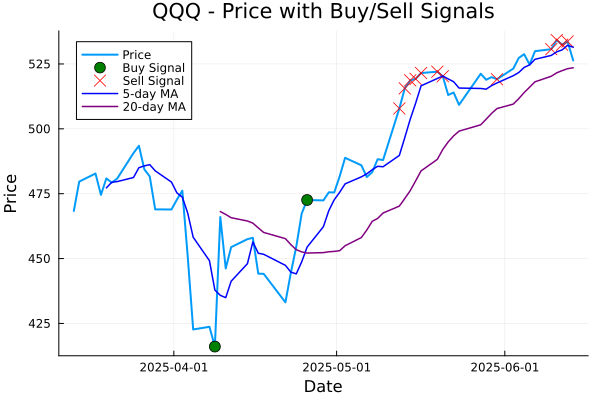 QQQ - Price with Buy/Sell Signals
Price
Buy Signal
Sell Signal
5-day MA
20-day MA
525
500
475
450
425
Price
2025-04-01
2025-05-01
2025-06-01
Date